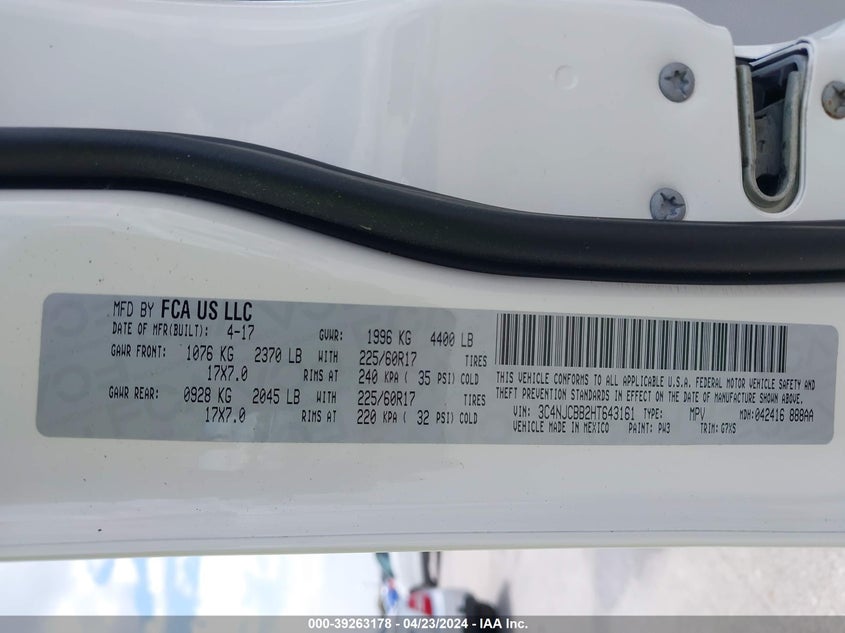 MFD BY FCA US LLC
DATE OF MFR(BUILT): 4-17 GVWR: 1996 KG 4400 LB
GAWR FRONT: 1076 KG 2370 LB WITH 225/60R17 TIRES
17X7.0 RIMS AT 240 KPA ( 35 PSI) COLD
GAWR REAR: 0928 KG 2045 LB WITH 225/60R17 TIRES
17X7.0 RIMS AT 220 KPA ( 32 PSI) COLD
THIS VEHICLE CONFORMS TO ALL APPLICABLE U.S.A. FEDERAL MOTOR VEHICLE SAFETY AND
THEFT PREVENTION STANDARDS IN EFFECT ON THE DATE OF MANUFACTURE SHOWN ABOVE.
VIN: 3C4NJCBB2HT643161 TYPE: MPV MDH:042416 888AA
VEHICLE MADE IN MEXICO PAINT: PW3 TRIM: G7XS
000-39263178 - 04/23/2024 - IAA Inc.